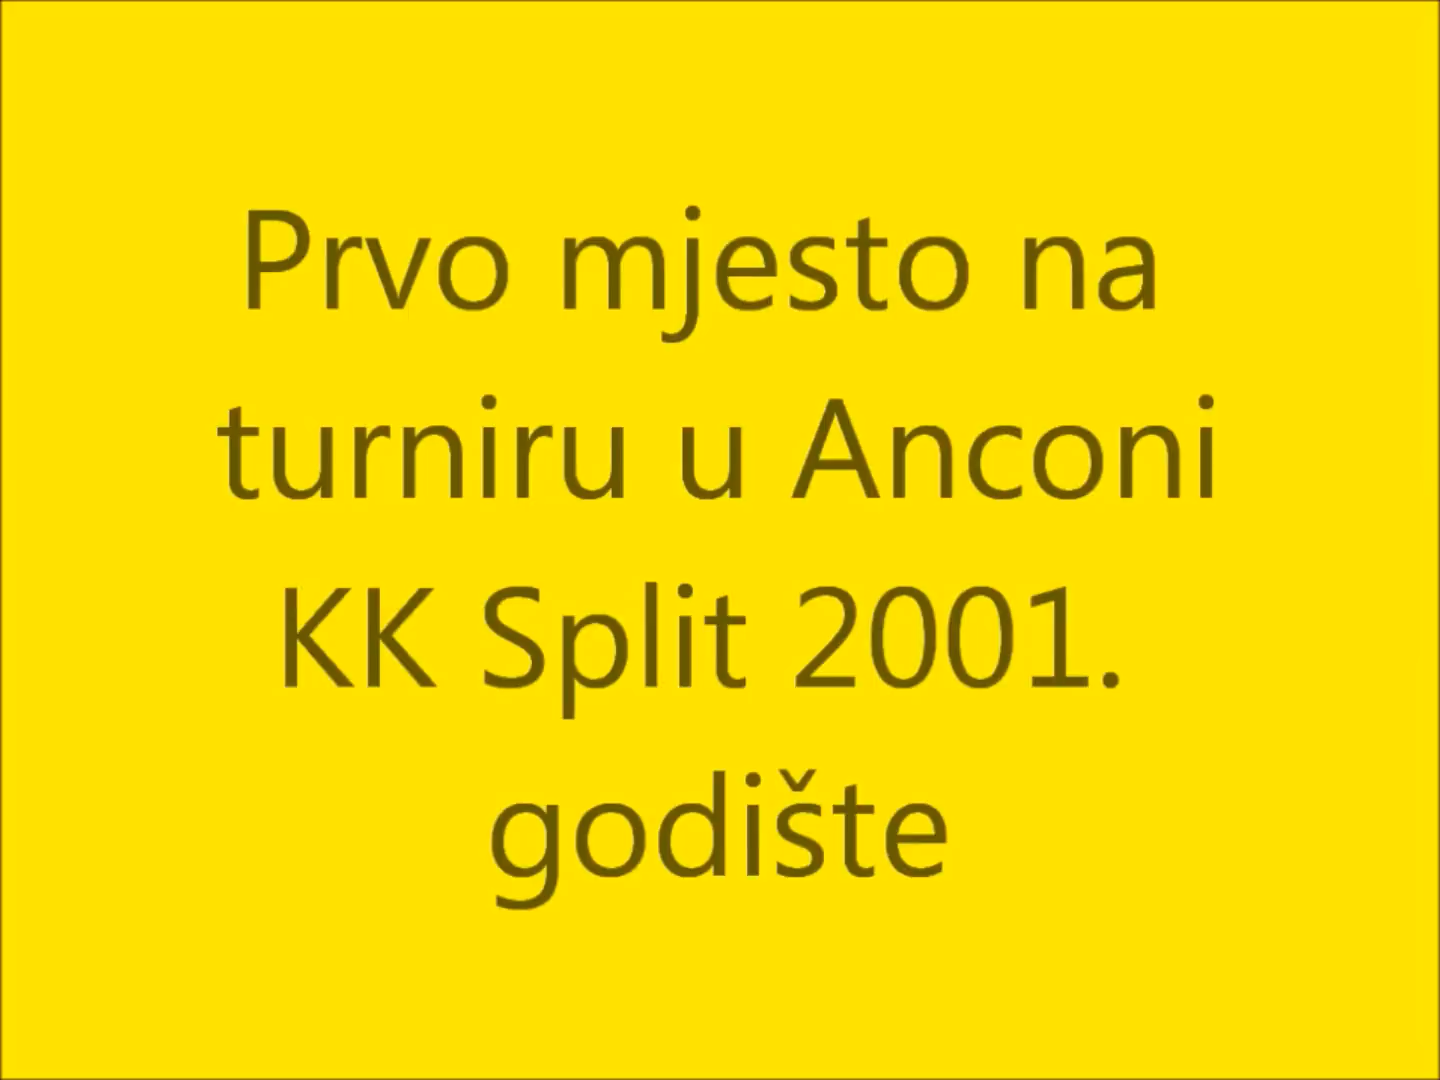 Prvo mjesto na
turniru u Anconi
KK Split 2001.
godište